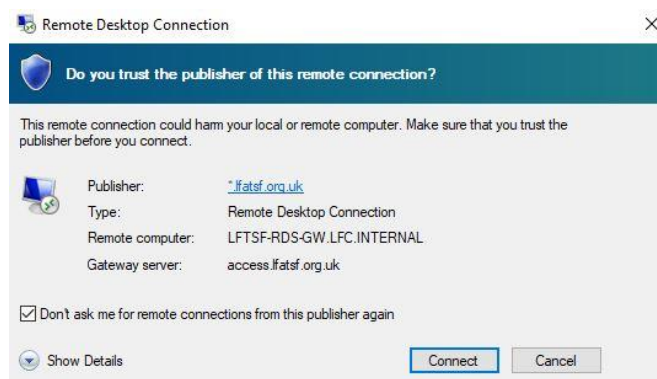 Remote Desktop Connection
Do you trust the publisher of this remote connection?
This remote connection could harm your local or remote computer. Make sure that you trust the
publisher before you connect.
Publisher: *.lfatsf.org.uk
Type: Remote Desktop Connection
Remote computer: LFTSF-RDS-GW.LFC.INTERNAL
Gateway server: access.lfatsf.org.uk
Don't ask me for remote connections from this publisher again
Show Details Connect Cancel